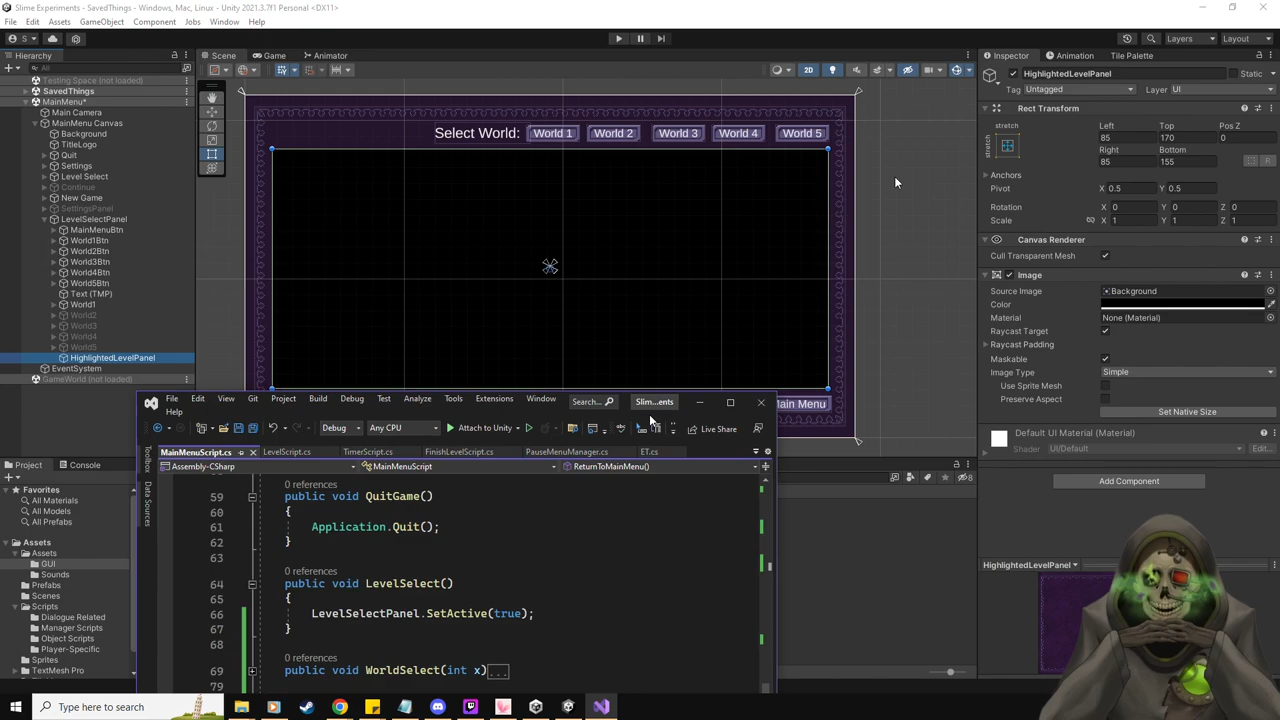 Slime Experiments - SavedThings - Windows, Mac, Linux - Unity 2021.3.7f1 Personal <DX11>
File Edit Assets GameObject Component Jobs Window Help
S Layers Layout
Hierarchy Scene Game Animator Inspector Animation Tile Palette
All
2D
Testing Space (not loaded)
SavedThings
MainMenu*
Main Camera
MainMenu Canvas
Background
TitleLogo
Quit
Settings
Level Select
Continue
New Game
SettingsPanel
LevelSelectPanel
MainMenuBtn
World1Btn
World2Btn
World3Btn
World4Btn
World5Btn
Text (TMP)
World1
World2
World3
World4
World5
HighlightedLevelPanel
EventSystem
GameWorld (not loaded)
Select World: World 1 World 2 World 3 World 4 World 5
Main Menu
HighlightedLevelPanel Static
Tag Untagged Layer UI
Rect Transform
stretch Left Top Pos Z
stretch 85 170 0
Right Bottom
85 155 R
Anchors
Pivot X 0.5 Y 0.5
Rotation X 0 Y 0 Z 0
Scale X 1 Y 1 Z 1
Canvas Renderer
Cull Transparent Mesh
Image
Source Image Background
Color
Material None (Material)
Raycast Target
Raycast Padding
Maskable
Image Type Simple
Use Sprite Mesh
Preserve Aspect
Set Native Size
Default UI Material (Material)
Shader UI/Default Edit...
Add Component
HighlightedLevelPanel
Project Console
8
Favorites
All Materials
All Models
All Prefabs
Assets
Assets
GUI
Sounds
Prefabs
Scenes
Scripts
Dialogue Related
Manager Scripts
Object Scripts
Player-Specific
Sprites
TextMesh Pro
File Edit View Git Project Build Debug Test Analyze Tools Extensions Window Search... Slim...ents
Help
Debug Any CPU Attach to Unity Live Share
Toolbox
Data Sources
MainMenuScript.cs LevelScript.cs TimerScript.cs FinishLevelScript.cs PauseMenuManager.cs ET.cs
Assembly-CSharp MainMenuScript ReturnToMainMenu()
0 references
59 public void QuitGame()
60 {
61 Application.Quit();
62 }
63
0 references
64 public void LevelSelect()
65 {
66 LevelSelectPanel.SetActive(true);
67 }
68
0 references
69 public void WorldSelect(int x)...
79
Type here to search